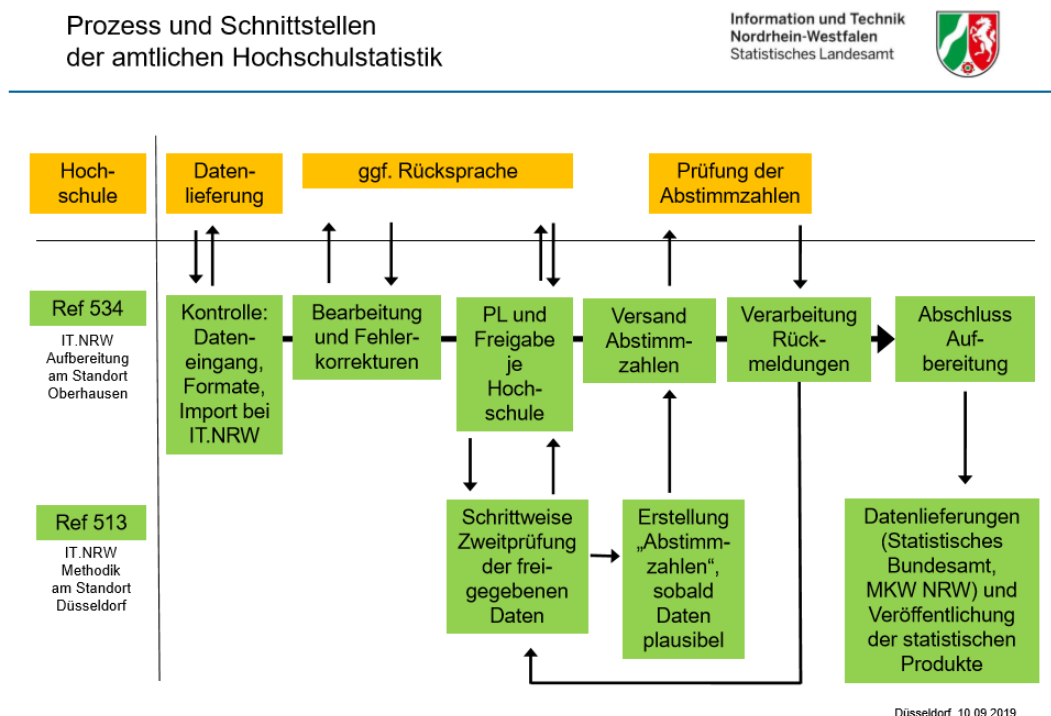 Prozess und Schnittstellen
der amtlichen Hochschulstatistik
Information und Technik
Nordrhein-Westfalen
Statistisches Landesamt
Hoch-
schule
Daten-
lieferung
ggf. Rücksprache
Prüfung der
Abstimmzahlen
Ref 534
IT.NRW
Aufbereitung
am Standort
Oberhausen
Kontrolle:
Daten-
eingang,
Formate,
Import bei
IT.NRW
Bearbeitung
und Fehler-
korrekturen
PL und
Freigabe
je
Hoch-
schule
Versand
Abstimm-
zahlen
Verarbeitung
Rück-
meldungen
Abschluss
Auf-
bereitung
Ref 513
IT.NRW
Methodik
am Standort
Düsseldorf
Schrittweise
Zweitprüfung
der frei-
gegebenen
Daten
Erstellung
„Abstimm-
zahlen“,
sobald
Daten
plausibel
Datenlieferungen
(Statistisches
Bundesamt,
MKW NRW) und
Veröffentlichung
der statistischen
Produkte
Düsseldorf, 10.09.2019